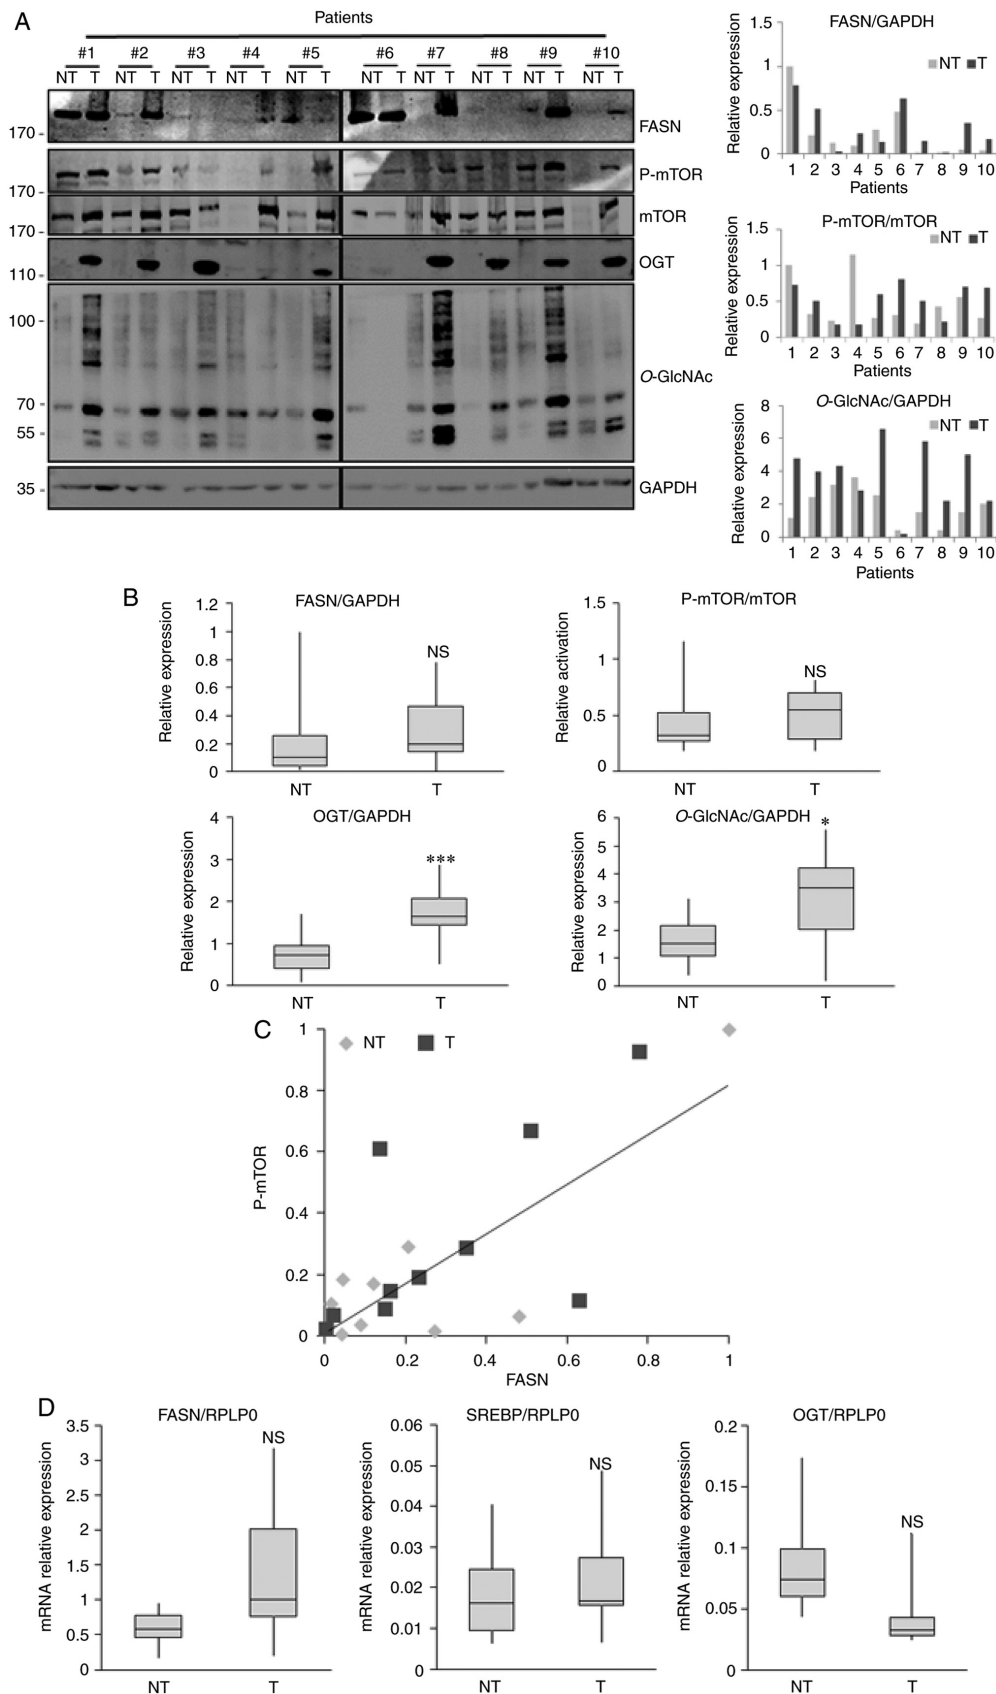 A
Patients
#1 #2 #3 #4 #5 #6 #7 #8 #9 #10
NT T NT T NT T NT T NT T NT T NT T NT T NT T NT T
170 - FASN
170 - P-mTOR
170 - mTOR
110 - OGT
100 -
O-GlcNAc
70 -
55 -
35 - GAPDH
FASN/GAPDH
NT T
Relative expression
1.5
1
0.5
0
1 2 3 4 5 6 7 8 9 10
Patients
P-mTOR/mTOR
NT T
Relative expression
1.5
1
0.5
0
1 2 3 4 5 6 7 8 9 10
Patients
O-GlcNAc/GAPDH
NT T
Relative expression
8
6
4
2
0
1 2 3 4 5 6 7 8 9 10
Patients
B
FASN/GAPDH
Relative expression
1.2
1
0.8
0.6
0.4
0.2
0
NS
NT T
P-mTOR/mTOR
Relative activation
1.5
1
0.5
0
NS
NT T
OGT/GAPDH
Relative expression
4
3
2
1
0
***
NT T
O-GlcNAc/GAPDH
Relative expression
6
5
4
3
2
1
0
*
NT T
C
NT T
P-mTOR
1
0.8
0.6
0.4
0.2
0
0 0.2 0.4 0.6 0.8 1
FASN
D
FASN/RPLP0
mRNA relative expression
3.5
3
2.5
2
1.5
1
0.5
0
NS
NT T
SREBP/RPLP0
mRNA relative expression
0.06
0.05
0.04
0.03
0.02
0.01
0
NS
NT T
OGT/RPLP0
mRNA relative expression
0.2
0.15
0.1
0.05
0
NS
NT T